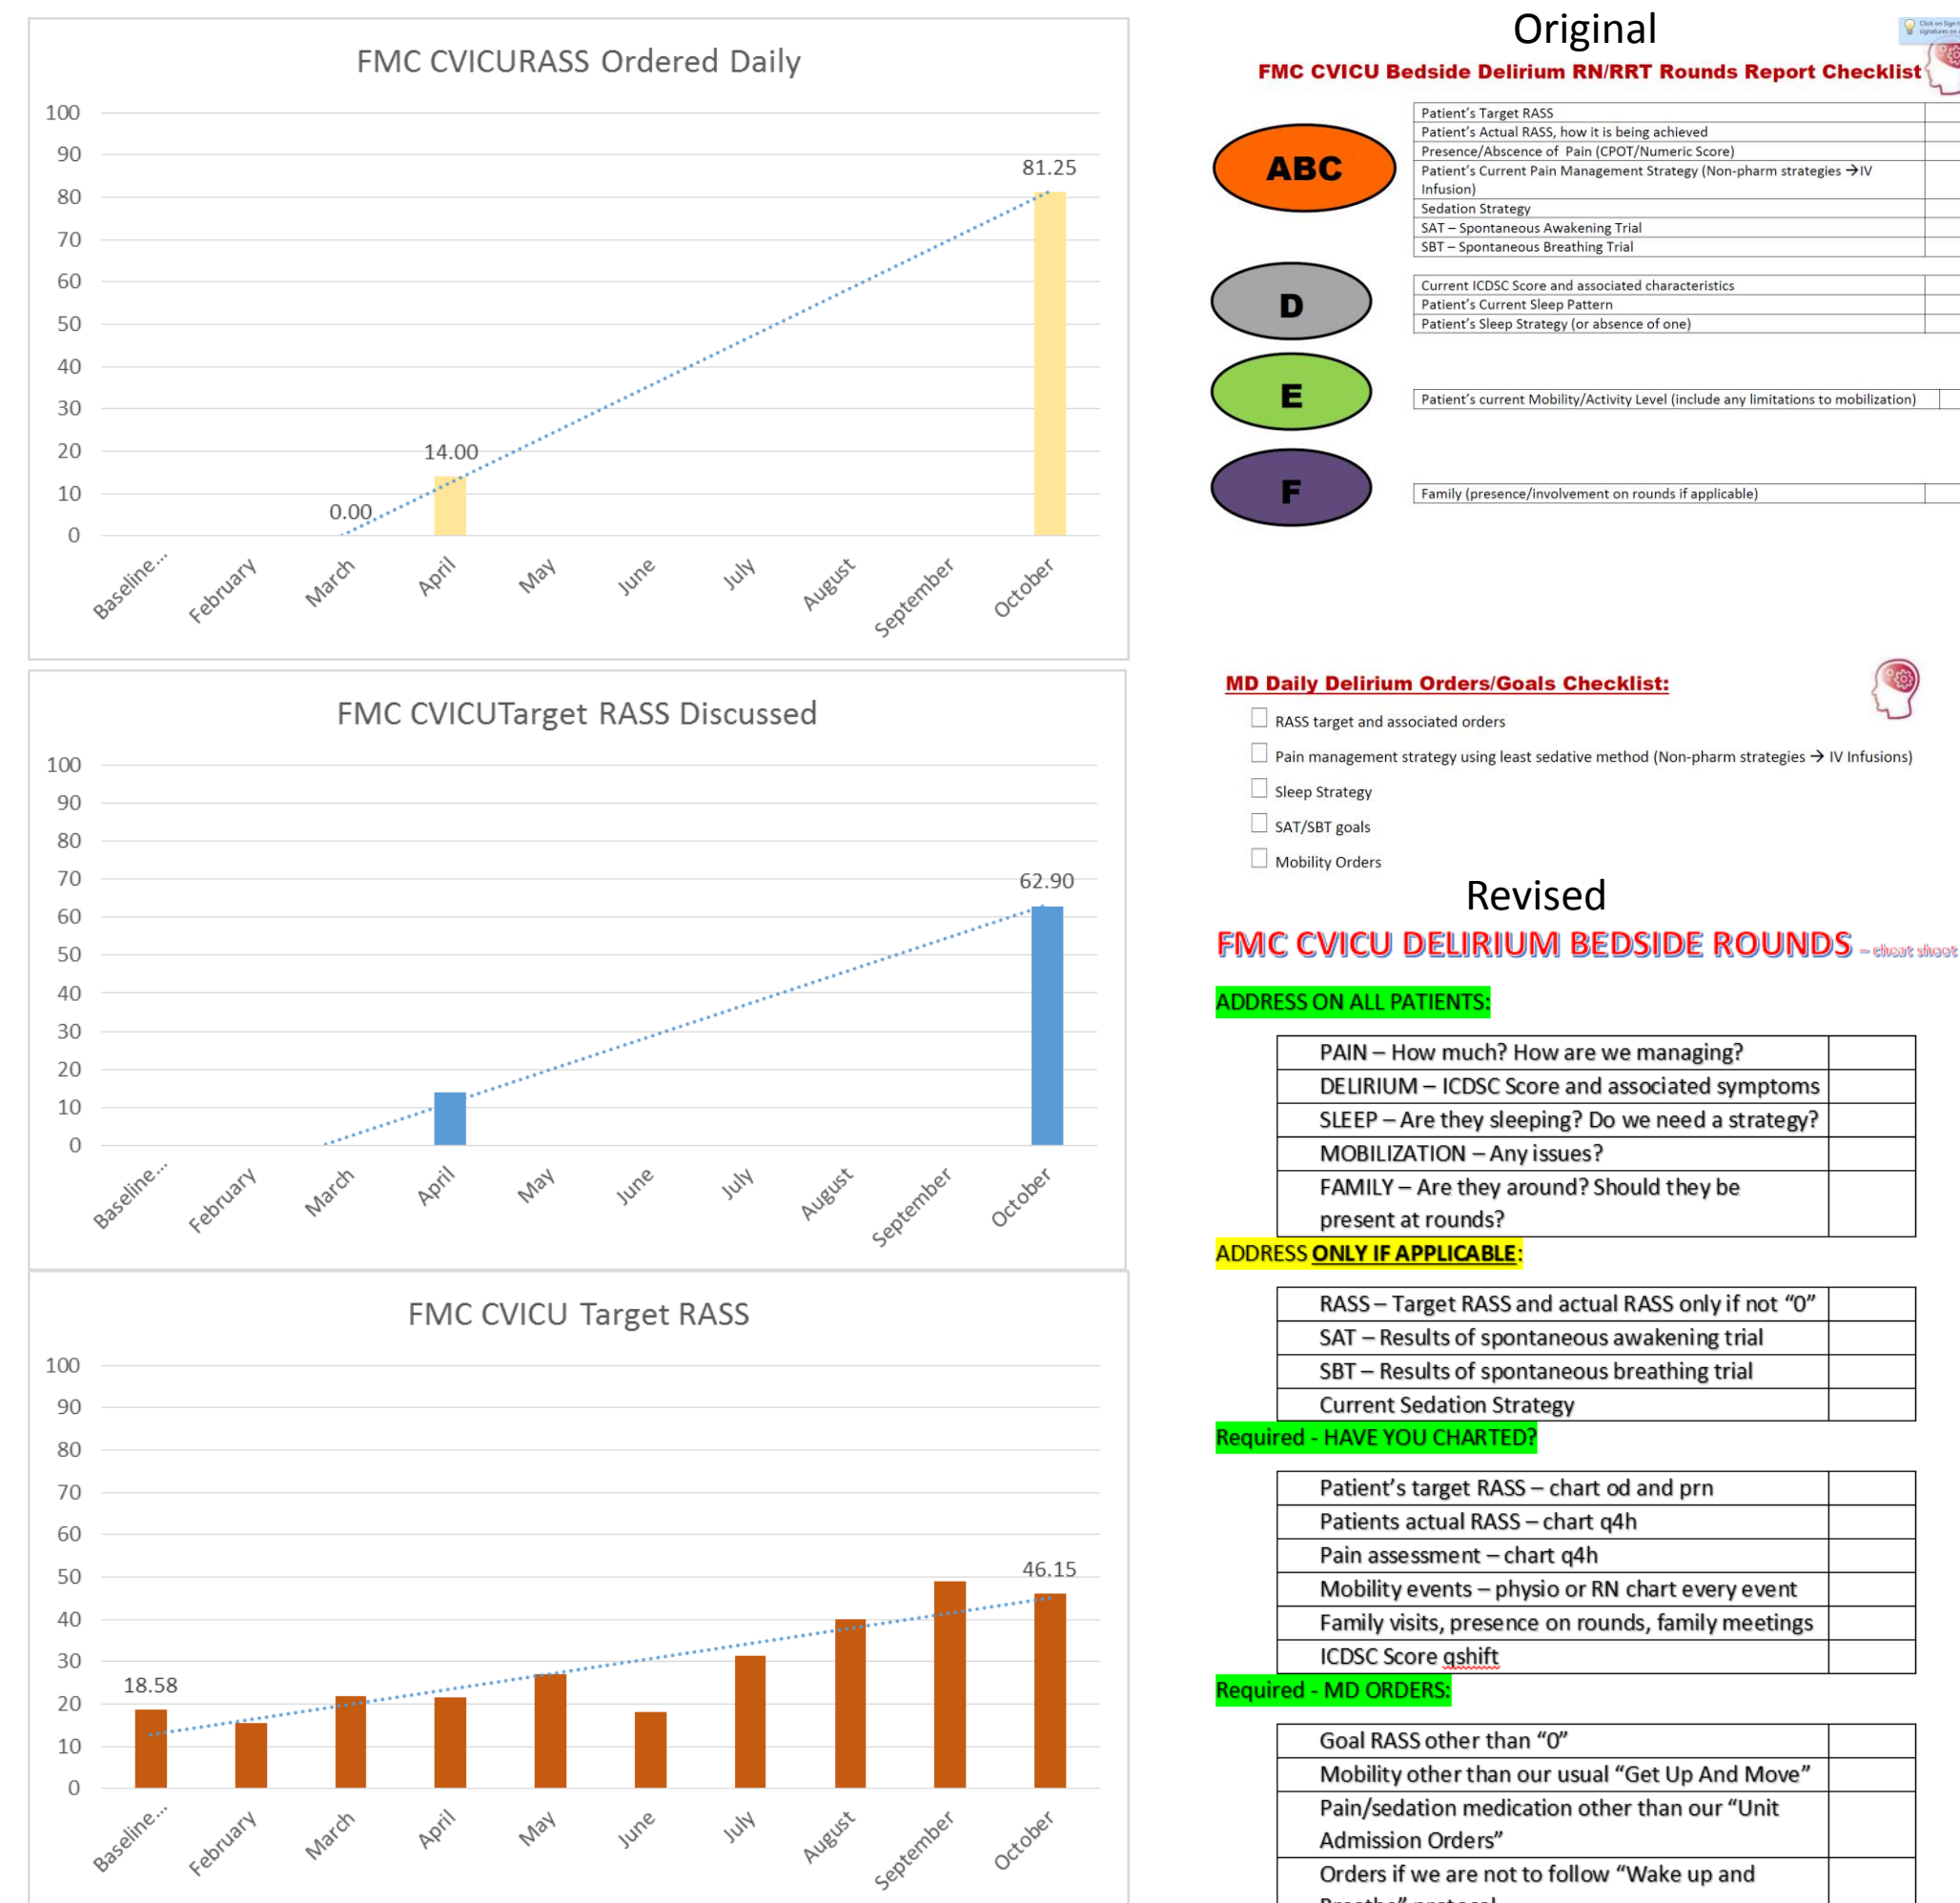 FMC CVICURASS Ordered Daily
100
90
80
70
60
50
40
30
20
10
0
0.00
14.00
81.25
Baseline...
February
March
April
May
June
July
August
September
October
FMC CVICUTarget RASS Discussed
100
90
80
70
60
50
40
30
20
10
0
62.90
Baseline...
February
March
April
May
June
July
August
September
October
FMC CVICU Target RASS
100
90
80
70
60
50
40
30
20
10
0
18.58
46.15
Baseline...
February
March
April
May
June
July
August
September
October
Original
Click on Sign
signatures on
FMC CVICU Bedside Delirium RN/RRT Rounds Report Checklist
ABC
Patient's Target RASS
Patient's Actual RASS, how it is being achieved
Presence/Abscence of Pain (CPOT/Numeric Score)
Patient's Current Pain Management Strategy (Non-pharm strategies →IV
Infusion)
Sedation Strategy
SAT – Spontaneous Awakening Trial
SBT – Spontaneous Breathing Trial
D
Current ICDSC Score and associated characteristics
Patient's Current Sleep Pattern
Patient's Sleep Strategy (or absence of one)
E
Patient's current Mobility/Activity Level (include any limitations to mobilization)
F
Family (presence/involvement on rounds if applicable)
MD Daily Delirium Orders/Goals Checklist:
RASS target and associated orders
Pain management strategy using least sedative method (Non-pharm strategies → IV Infusions)
Sleep Strategy
SAT/SBT goals
Mobility Orders
Revised
FMC CVICU DELIRIUM BEDSIDE ROUNDS – cheat sheet
ADDRESS ON ALL PATIENTS:
PAIN – How much? How are we managing?
DELIRIUM – ICDSC Score and associated symptoms
SLEEP – Are they sleeping? Do we need a strategy?
MOBILIZATION – Any issues?
FAMILY – Are they around? Should they be
present at rounds?
ADDRESS ONLY IF APPLICABLE:
RASS – Target RASS and actual RASS only if not “0”
SAT – Results of spontaneous awakening trial
SBT – Results of spontaneous breathing trial
Current Sedation Strategy
Required - HAVE YOU CHARTED?
Patient's target RASS – chart od and prn
Patients actual RASS – chart q4h
Pain assessment – chart q4h
Mobility events – physio or RN chart every event
Family visits, presence on rounds, family meetings
ICDSC Score qshift
Required - MD ORDERS:
Goal RASS other than “0”
Mobility other than our usual “Get Up And Move”
Pain/sedation medication other than our “Unit
Admission Orders”
Orders if we are not to follow “Wake up and